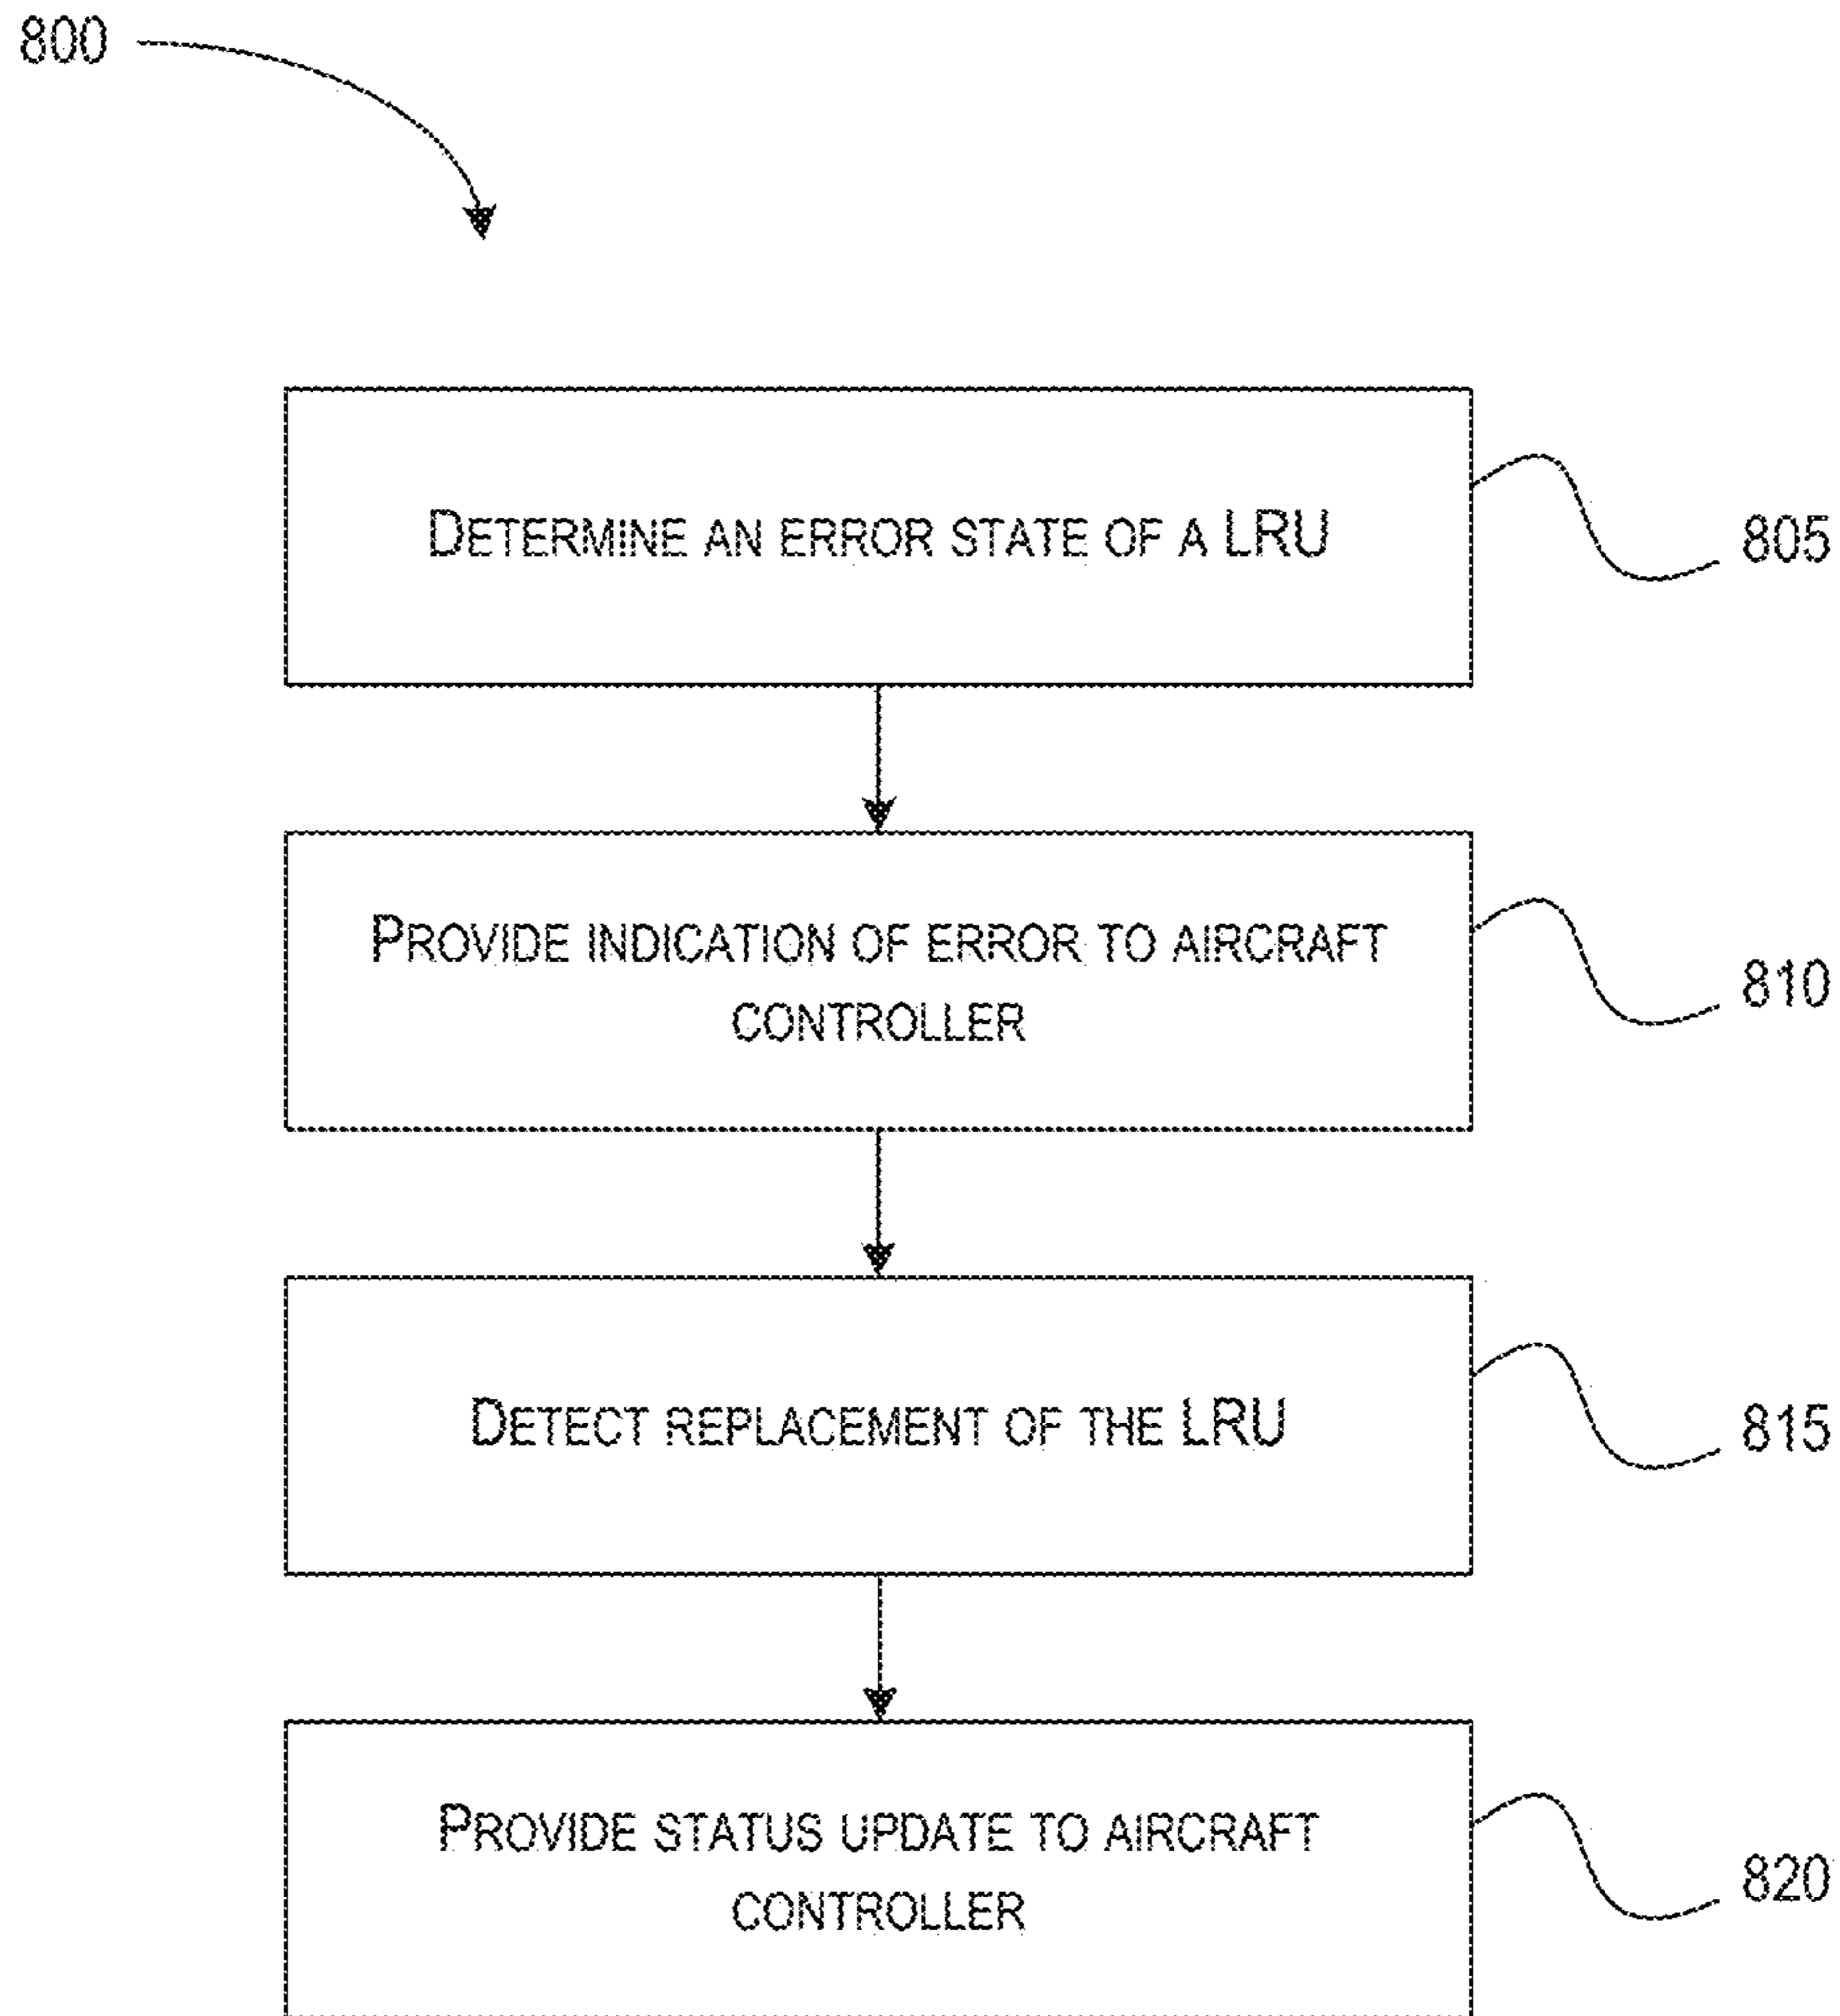 800
DETERMINE AN ERROR STATE OF A LRU
805
PROVIDE INDICATION OF ERROR TO AIRCRAFT
CONTROLLER
810
DETECT REPLACEMENT OF THE LRU
815
PROVIDE STATUS UPDATE TO AIRCRAFT
CONTROLLER
820